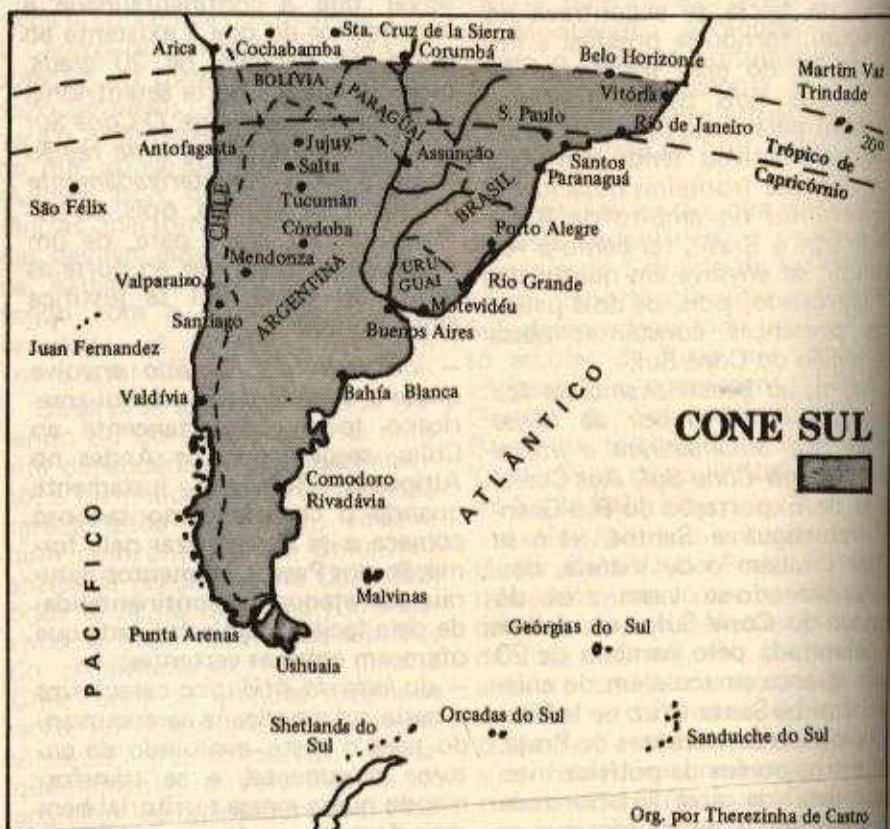 Sta. Cruz de la Sierra
Arica
Cochabamba
Corumbá
Belo Horizonte
Martim Vaz
Trindade
BOLÍVIA
Vitória
PARAGUAI
S. Paulo
Rio de Janeiro
20º
Antofagasta
Jujuy
Assunção
Santos
Trópico de
Capricórnio
Salta
Paranaguá
São Félix
CHILE
Tucumán
BRASIL
Córdoba
Porto Alegre
Mendonza
URU
GUAI
Valparaiso
ARGENTINA
Rio Grande
Santiago
Motevidéu
Buenos Aires
Juan Fernandez
Valdívia
Bahía Blanca
CONE SUL
ATLÂNTICO
Comodoro
Rivadávia
PACÍFICO
Malvinas
Punta Arenas
Geórgias do Sul
Ushuaia
Shetlands do
Sul
Orcadas do Sul
Sanduiche do Sul
Org. por Therezinha de Castro